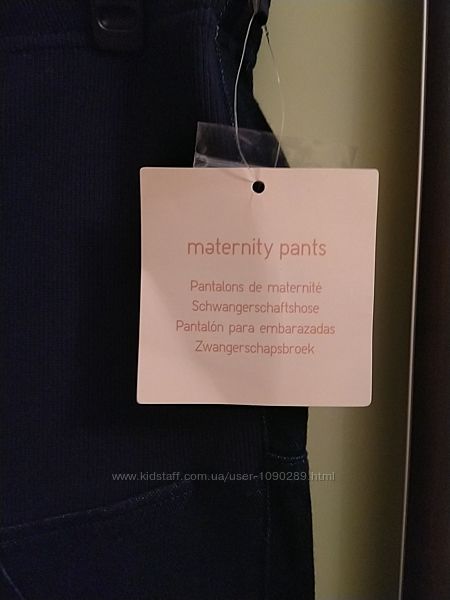 maternity pants
Pantalons de maternité
Schwangerschaftshose
Pantalón para embarazadas
Zwangerschapsbroek
www.kidstaff.com.ua/user-1090289.html